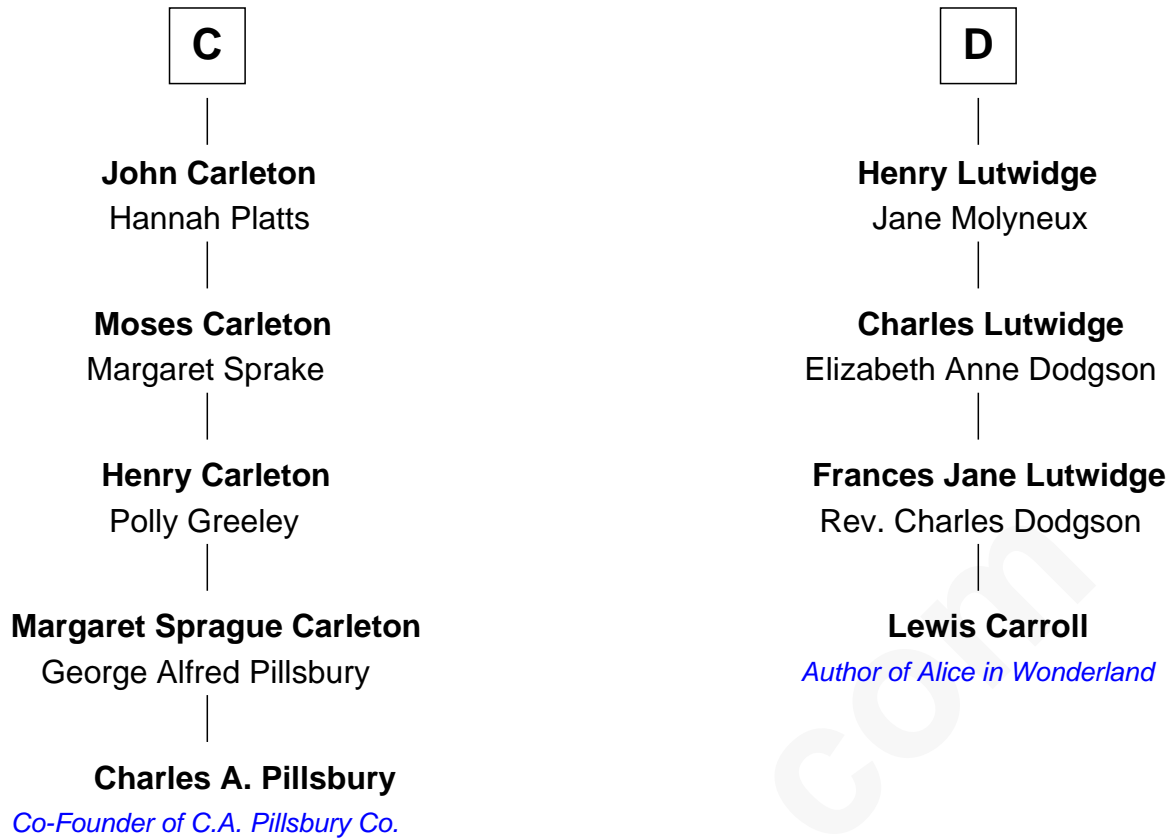 C
John Carleton
Hannah Platts
Moses Carleton
Margaret Sprake
Henry Carleton
Polly Greeley
Margaret Sprague Carleton
George Alfred Pillsbury
Charles A. Pillsbury
Co-Founder of C.A. Pillsbury Co.
D
Henry Lutwidge
Jane Molyneux
Charles Lutwidge
Elizabeth Anne Dodgson
Frances Jane Lutwidge
Rev. Charles Dodgson
Lewis Carroll
Author of Alice in Wonderland
com